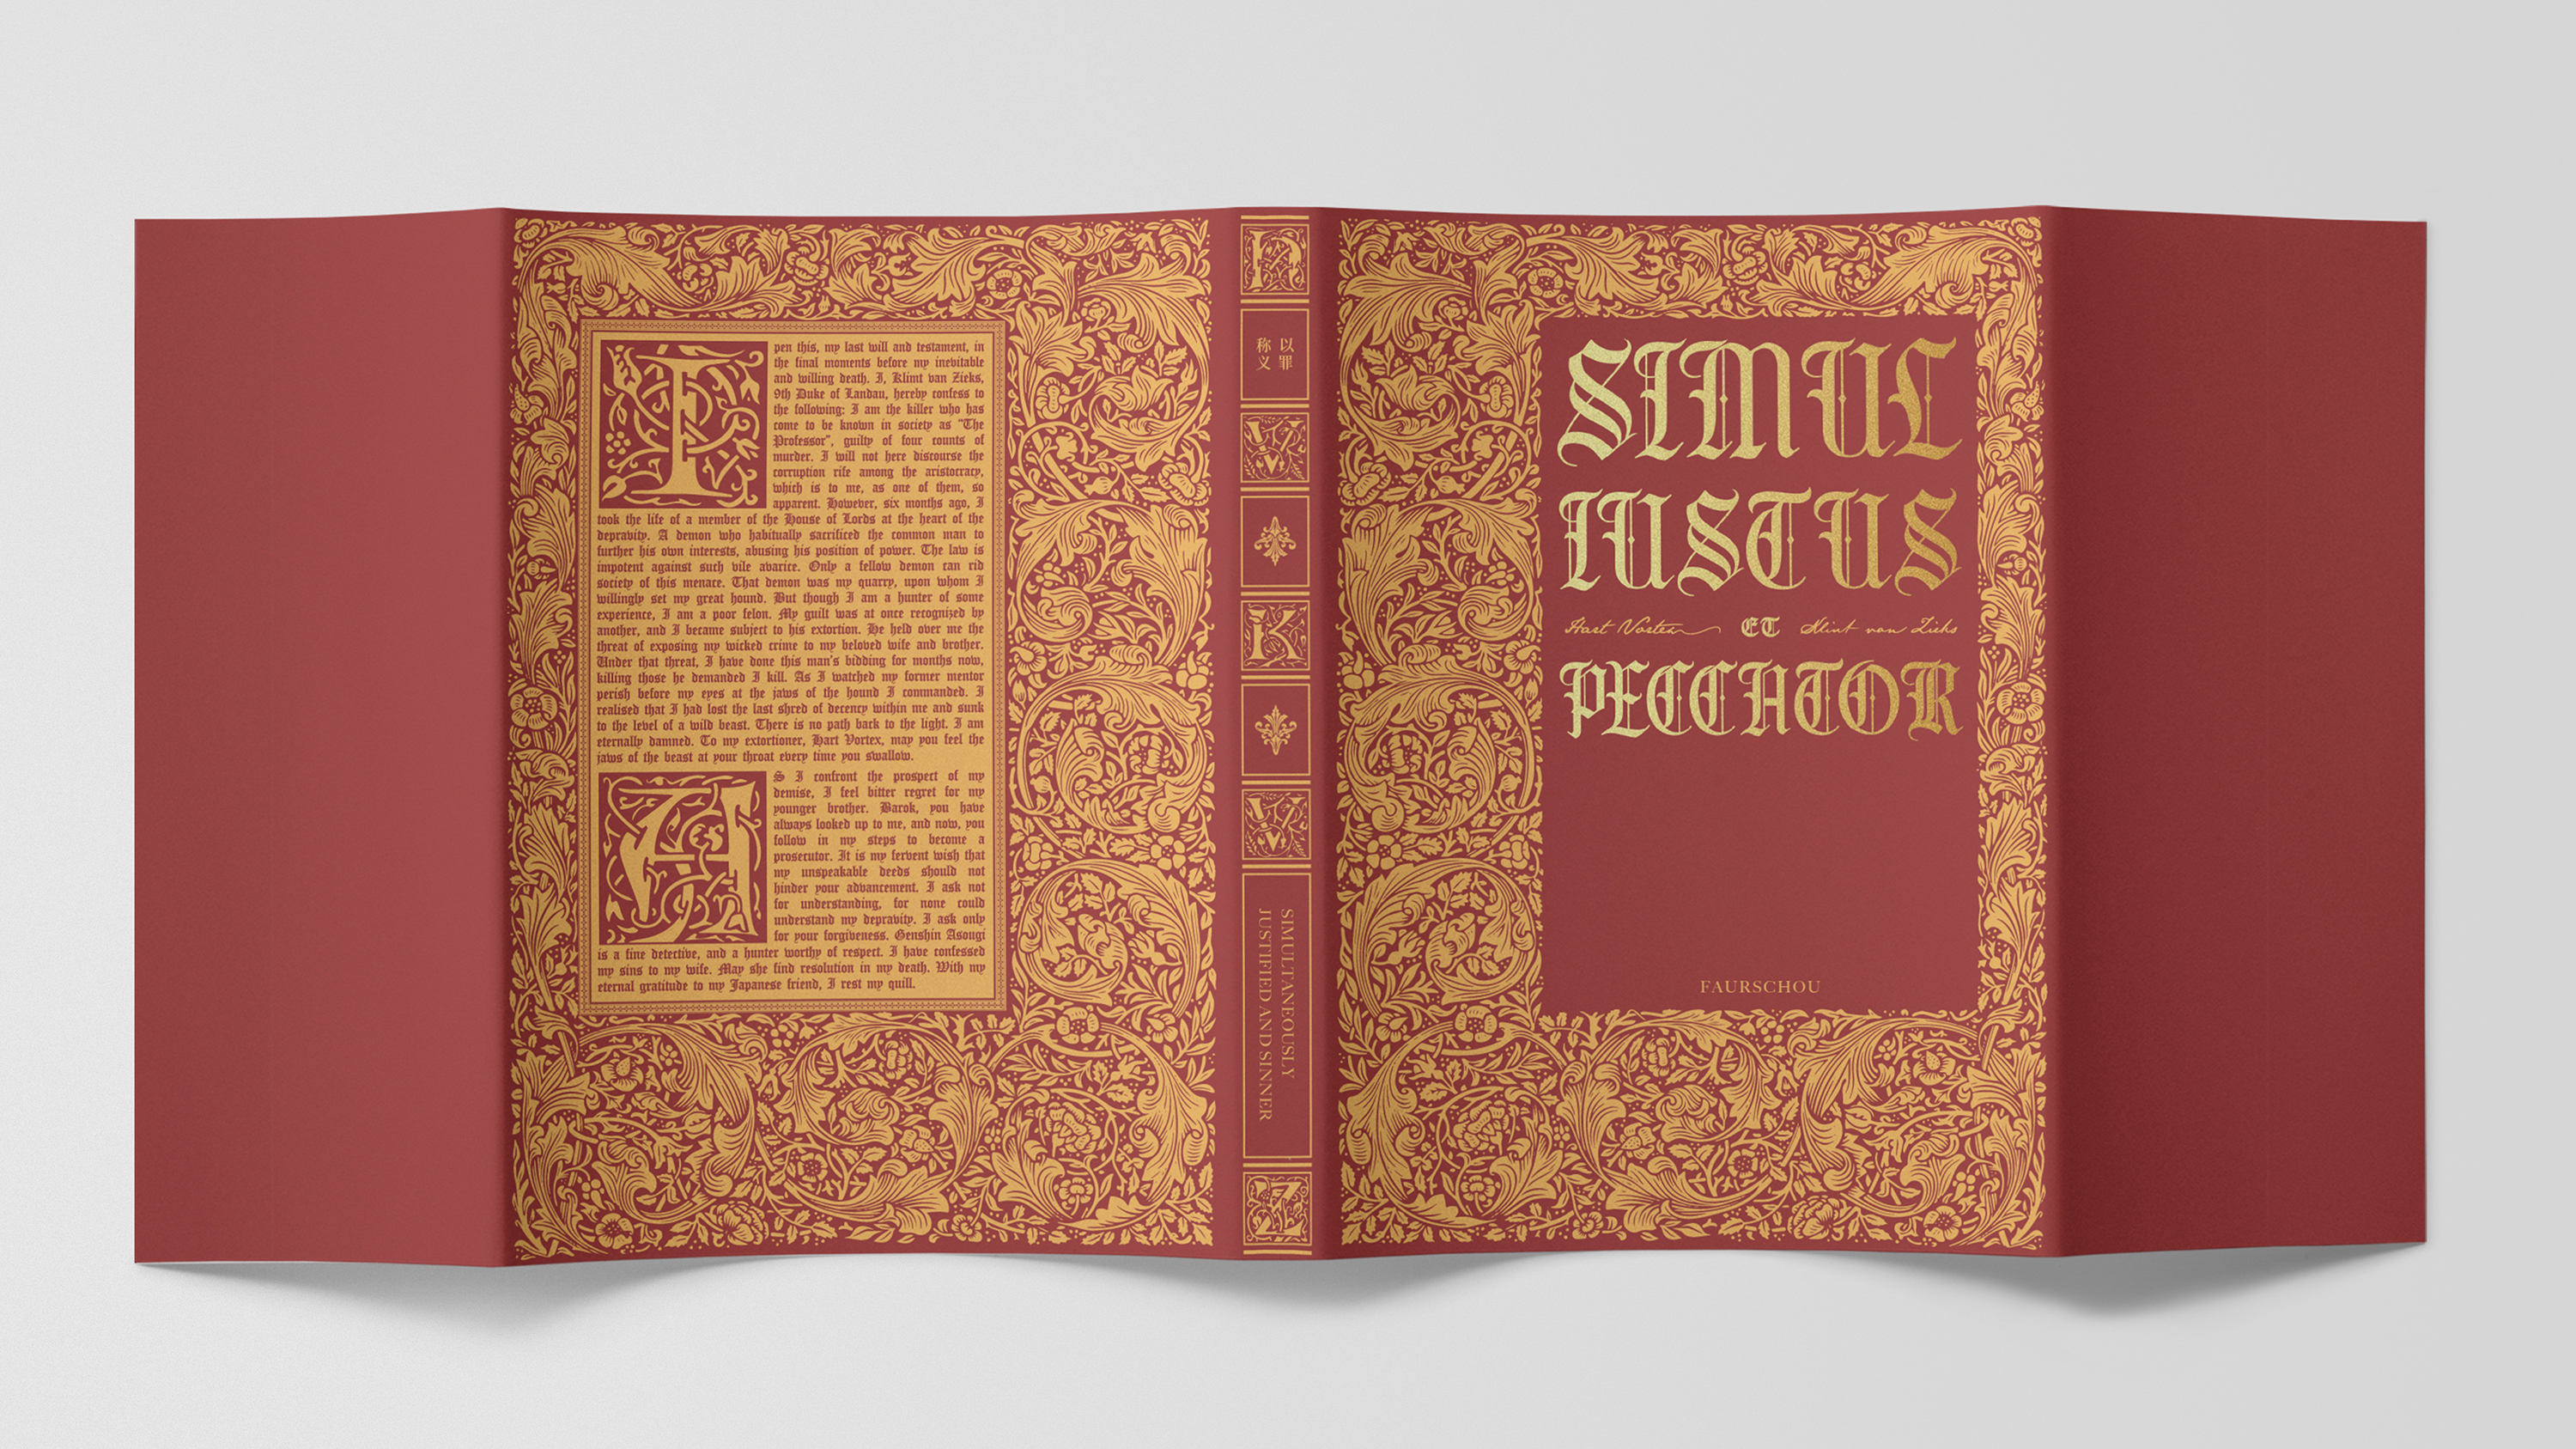 I pen this, my last will and testament, in
the final moments before my inevitable
and willing death. I, Klimt van Zieks,
9th Duke of Landau, hereby confess to
the following: I am the killer who has
come to be known in society as "The
Professor", guilty of four counts of
murder. I will not here discourse the
corruption rife among the aristocracy,
which is to me, as one of them, so
apparent. However, six months ago, I
took the life of a member of the House of Lords at the heart of the
depravity. A demon who habitually sacrificed the common man to
further his own interests, abusing his position of power. The law is
impotent against such vile avarice. Only a fellow demon can rid
society of this menace. That demon was my quarry, upon whom I
willingly set my great hound. But though I am a hunter of some
experience, I am a poor felon. My guilt was at once recognized by
another, and I became subject to his extortion. He held over me the
threat of exposing my wicked crime to my beloved wife and brother.
Under that threat, I have done this man's bidding for months now,
killing those he demanded I kill. As I watched my former mentor
perish before my eyes at the jaws of the hound I commanded. I
realised that I had lost the last shred of decency within me and sunk
to the level of a wild beast. There is no path back to the light. I am
eternally damned. To my extortioner, Hart Vortex, may you feel the
jaws of the beast at your throat every time you swallow.
AS I confront the prospect of my
demise, I feel bitter regret for my
younger brother. Barok, you have
always looked up to me, and now, you
follow in my steps to become a
prosecutor. It is my fervent wish that
my unspeakable deeds should not
hinder your advancement. I ask not
for understanding, for none could
understand my depravity. I ask only
for your forgiveness. Genshin Asougi
is a fine detective, and a hunter worthy of respect. I have confessed
my sins to my wife. May she find resolution in my death. With my
eternal gratitude to my Japanese friend, I rest my quill.
以罪
称义
V
K
V
SIMULTANEOUSLY
JUSTIFIED AND SINNER
Z
SIMUL
IUSTUS
Hart Vortex ET Klint van Zieks
PECCATOR
FAURSCHOU